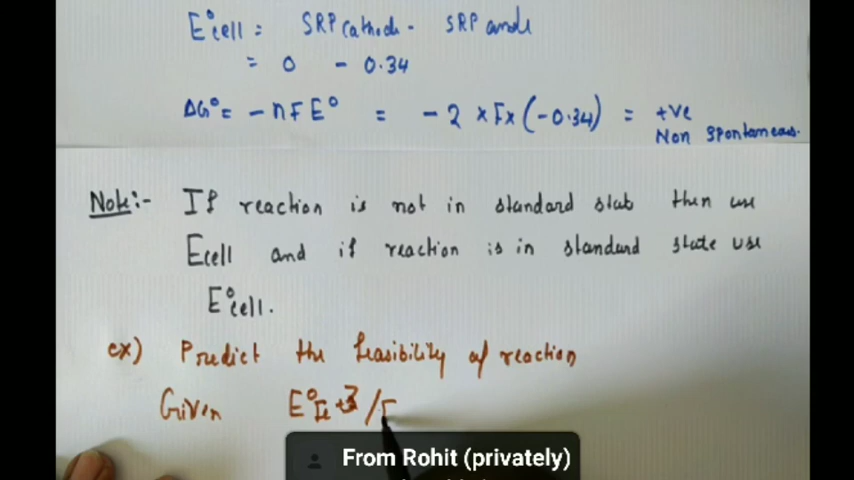 E°cell = SRP cathode - SRP anode
= 0 - 0.34
ΔG° = -nFE° = -2 × F × (-0.34) = +ve
Non spontaneous.
Note:- If reaction is not in standard state then use
Ecell and if reaction is in standard state use
E°cell.
ex) Predict the feasibility of reaction
Given E°Fe+3/F
From Rohit (privately)